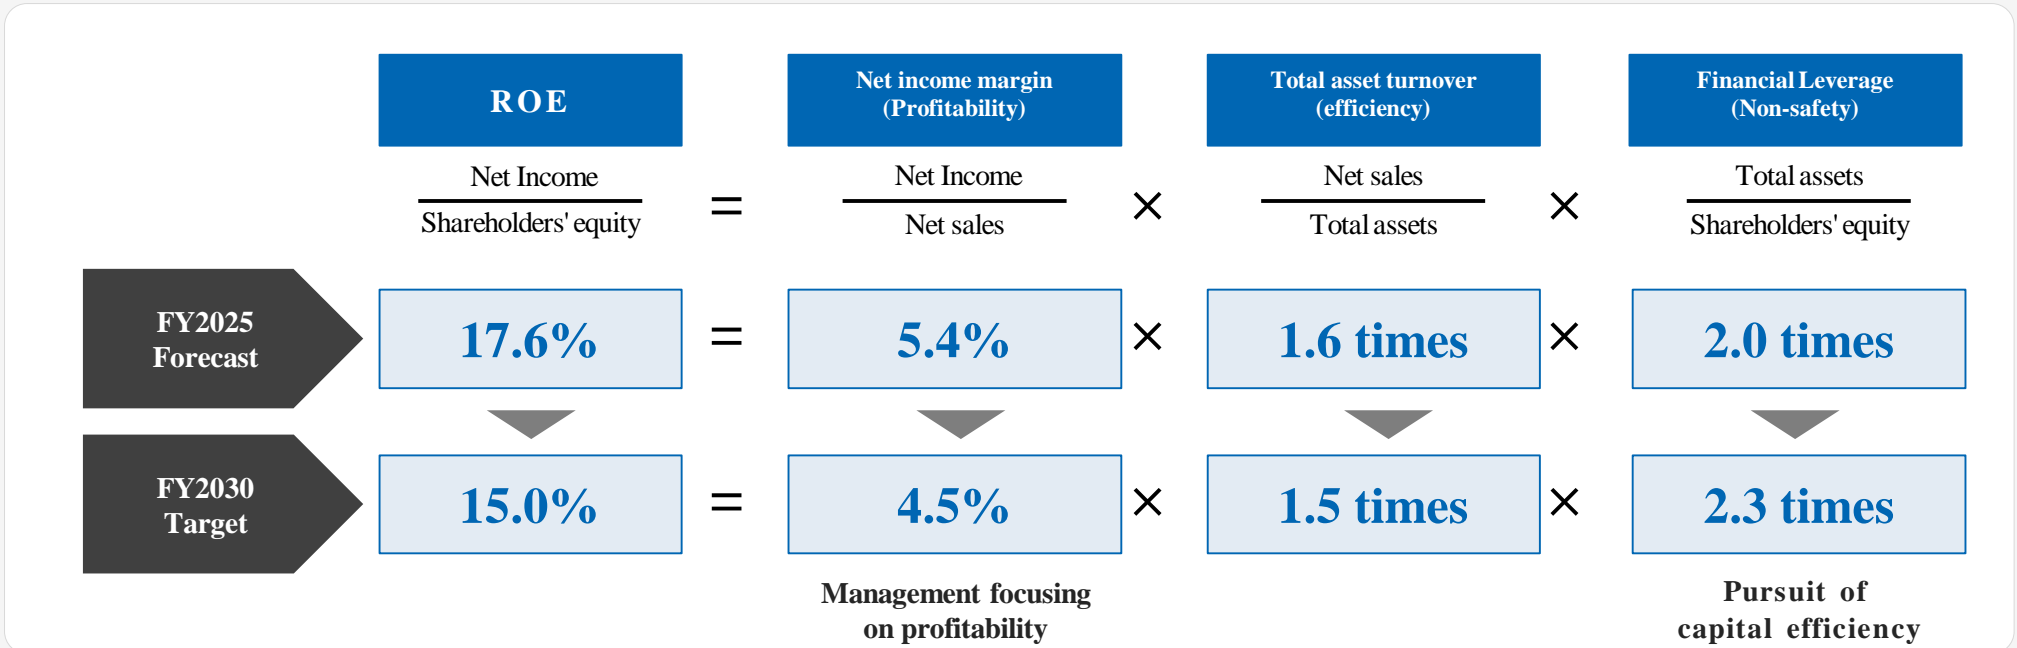 ROE
Net income margin
(Profitability)
Total asset turnover
(efficiency)
Financial Leverage
(Non-safety)
Net Income
Shareholders' equity
=
Net Income
Net sales
×
Net sales
Total assets
×
Total assets
Shareholders' equity
FY2025
Forecast
17.6% = 5.4% × 1.6 times × 2.0 times
FY2030
Target
15.0% = 4.5% × 1.5 times × 2.3 times
Management focusing
on profitability
Pursuit of
capital efficiency